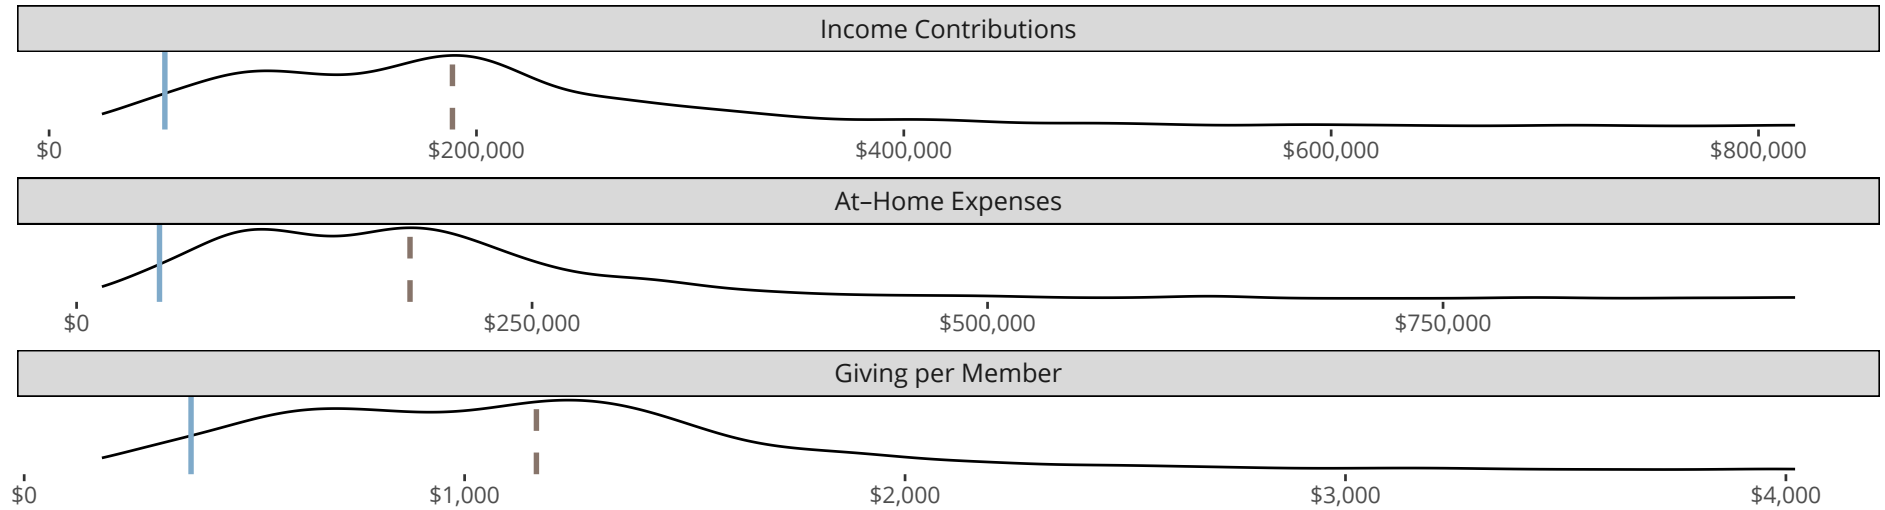 Income Contributions
$0 $200,000 $400,000 $600,000 $800,000
At–Home Expenses
$0 $250,000 $500,000 $750,000
Giving per Member
$0 $1,000 $2,000 $3,000 $4,000